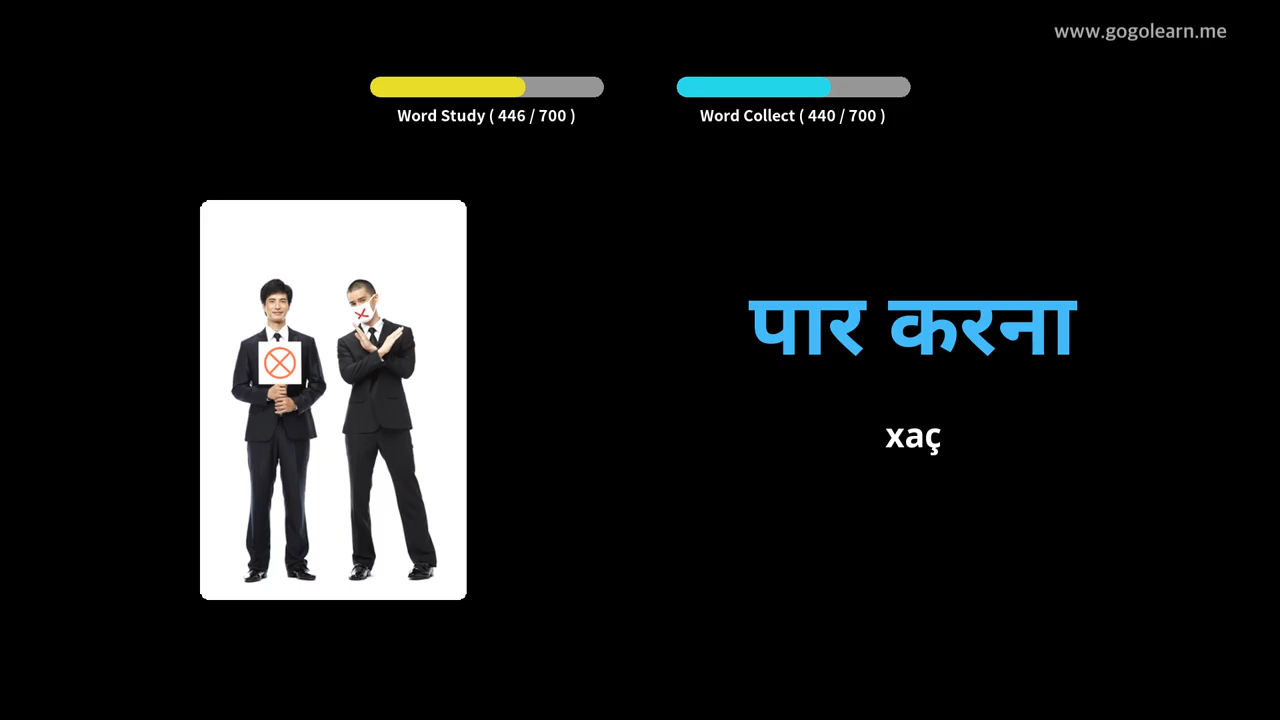 www.gogolearn.me
Word Study ( 446 / 700 )
Word Collect ( 440 / 700 )
पार करना
xaç